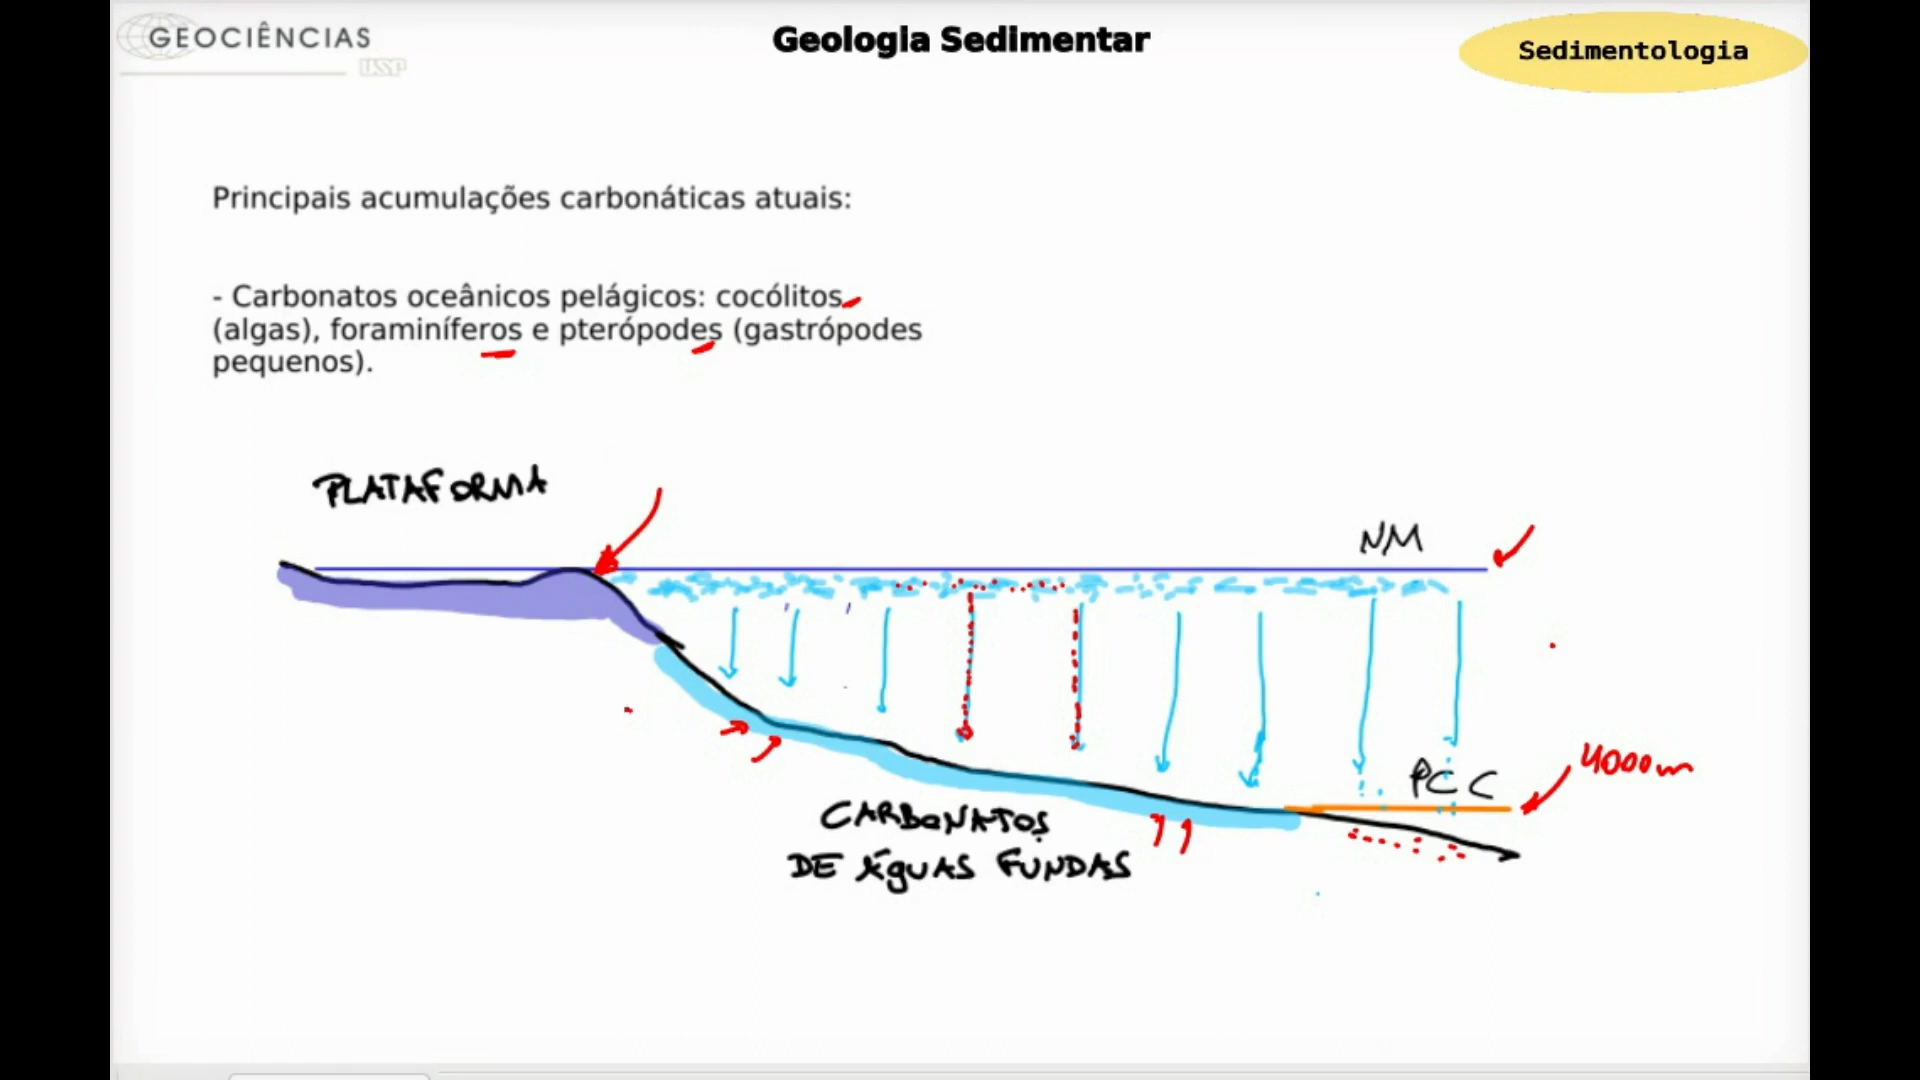 GEOCIÊNCIAS
USP
Geologia Sedimentar
Sedimentologia
Principais acumulações carbonáticas atuais:
- Carbonatos oceânicos pelágicos: cocólitos
(algas), foraminíferos e pterópodes (gastrópodes
pequenos).
PLATAFORMA
NM
PCC
4000m
CARBONATOS
DE ÁGUAS FUNDAS